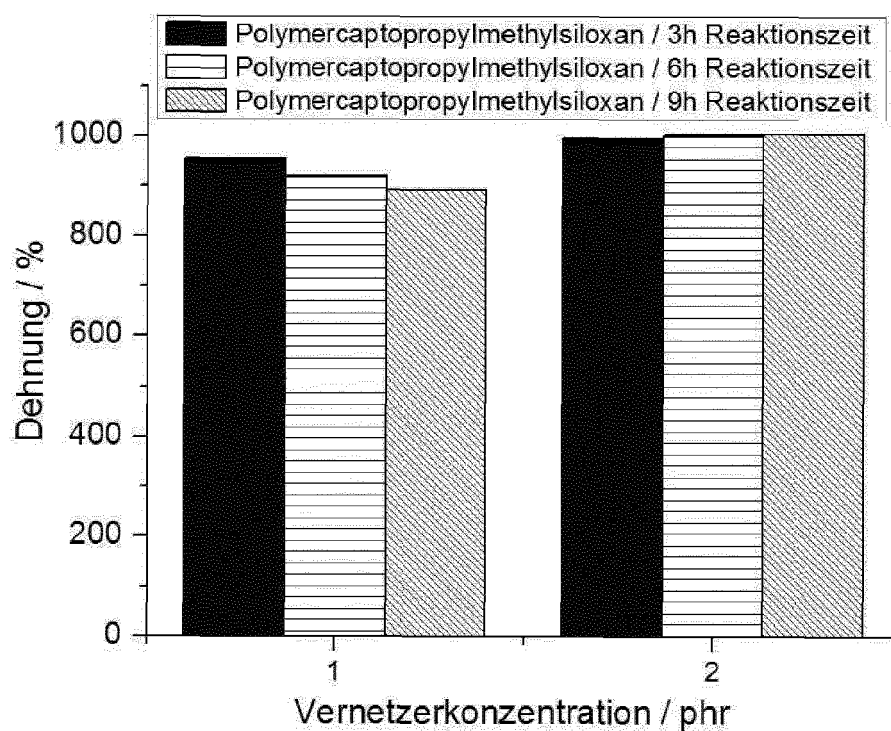 Polymercaptopropylmethylsiloxan / 3h Reaktionszeit
Polymercaptopropylmethylsiloxan / 6h Reaktionszeit
Polymercaptopropylmethylsiloxan / 9h Reaktionszeit
Dehnung / %
1000
800
600
400
200
0
1
2
Vernetzerkonzentration / phr